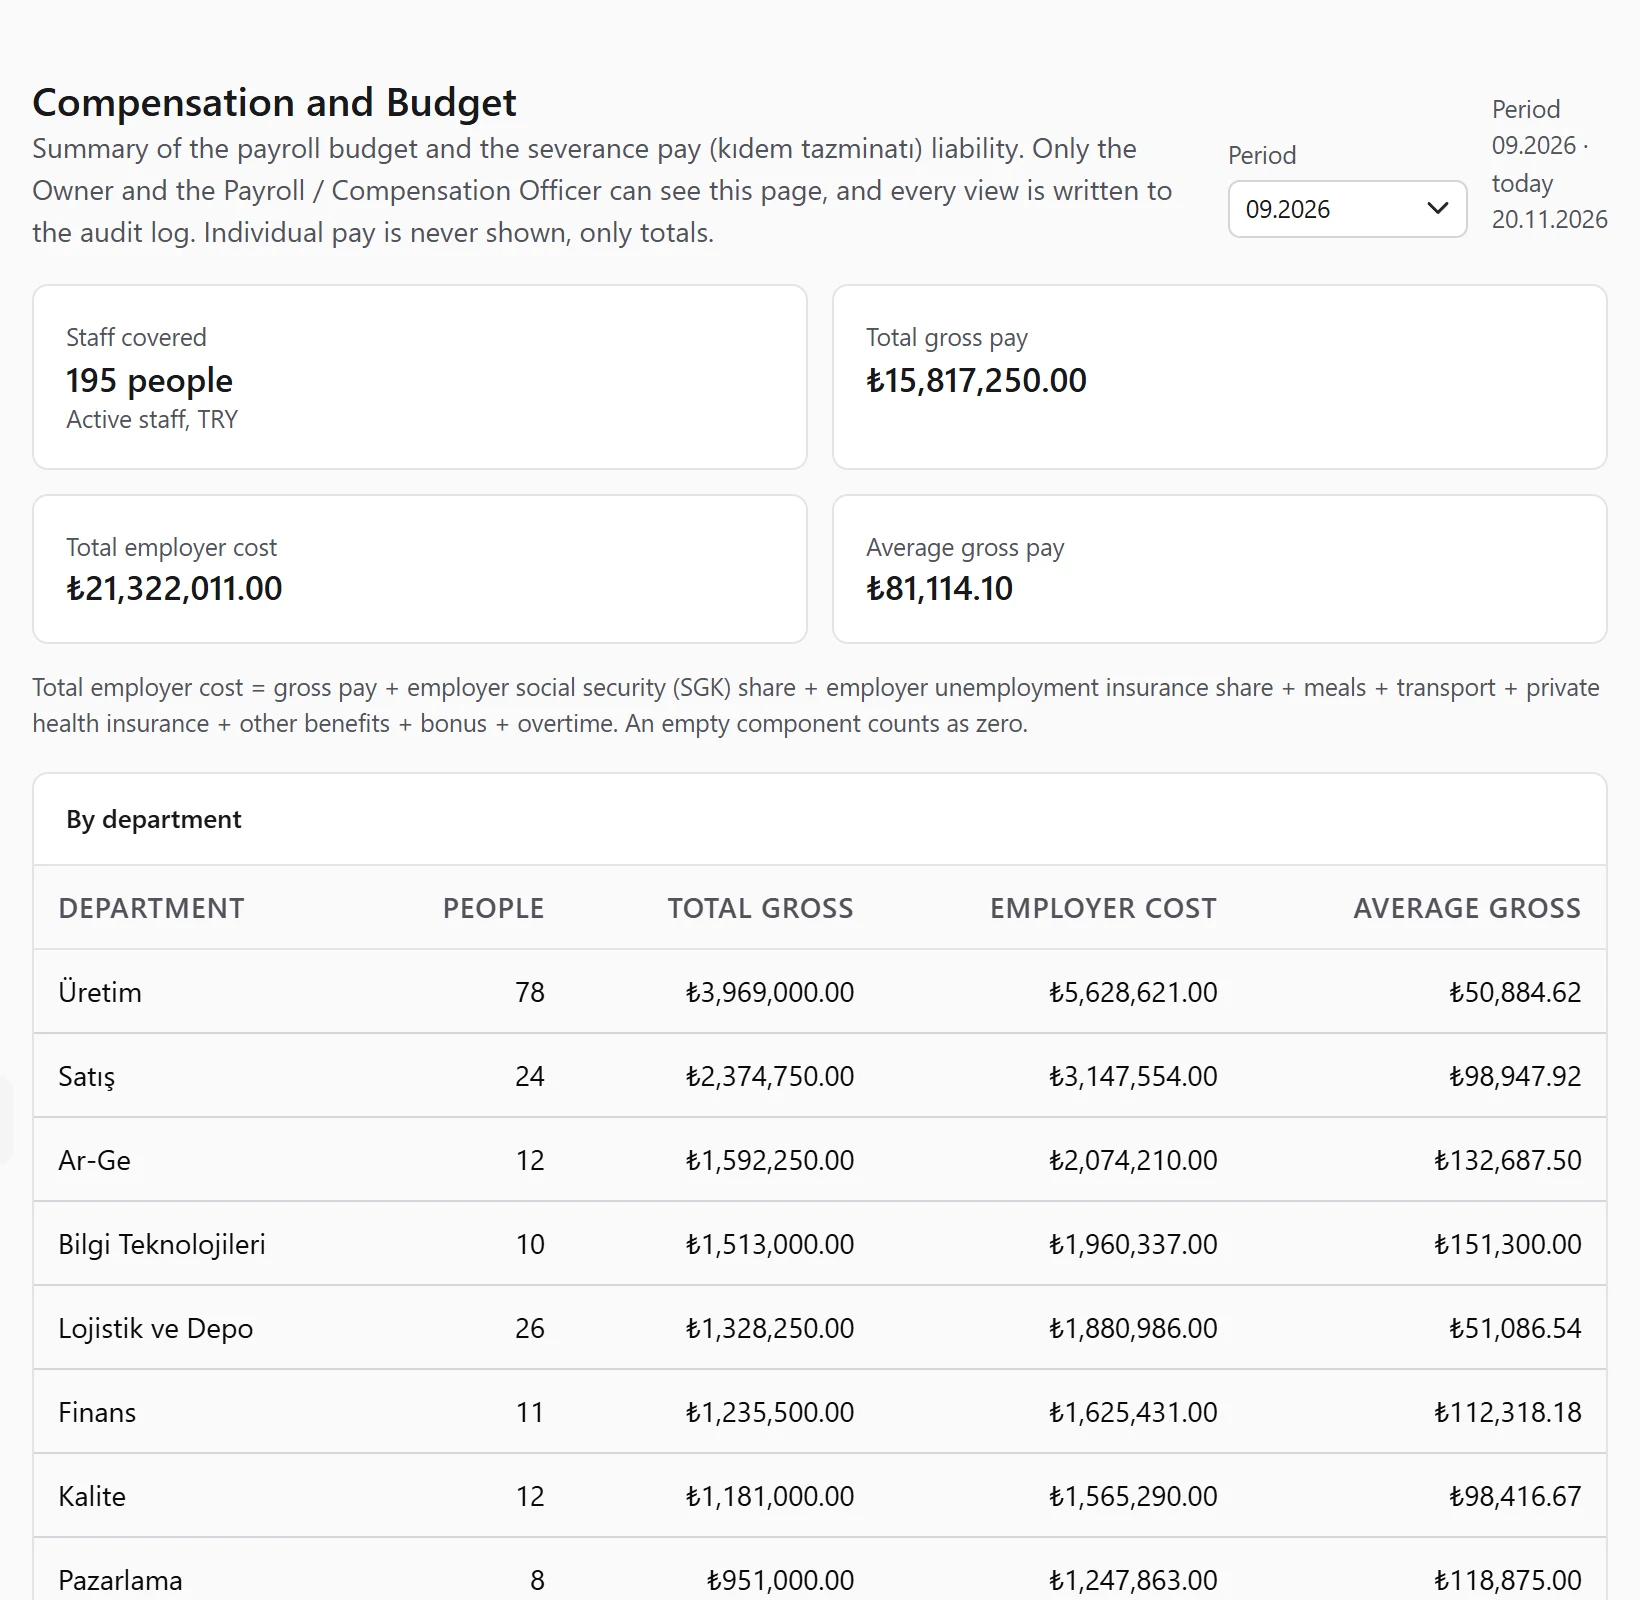 Compensation and Budget
Summary of the payroll budget and the severance pay (kıdem tazminatı) liability. Only the
Owner and the Payroll / Compensation Officer can see this page, and every view is written to
the audit log. Individual pay is never shown, only totals.
Period
09.2026
Period
09.2026 ·
today
20.11.2026
Staff covered
195 people
Active staff, TRY
Total gross pay
₺15,817,250.00
Total employer cost
₺21,322,011.00
Average gross pay
₺81,114.10
Total employer cost = gross pay + employer social security (SGK) share + employer unemployment insurance share + meals + transport + private
health insurance + other benefits + bonus + overtime. An empty component counts as zero.
By department
DEPARTMENT PEOPLE TOTAL GROSS EMPLOYER COST AVERAGE GROSS
Üretim 78 ₺3,969,000.00 ₺5,628,621.00 ₺50,884.62
Satış 24 ₺2,374,750.00 ₺3,147,554.00 ₺98,947.92
Ar-Ge 12 ₺1,592,250.00 ₺2,074,210.00 ₺132,687.50
Bilgi Teknolojileri 10 ₺1,513,000.00 ₺1,960,337.00 ₺151,300.00
Lojistik ve Depo 26 ₺1,328,250.00 ₺1,880,986.00 ₺51,086.54
Finans 11 ₺1,235,500.00 ₺1,625,431.00 ₺112,318.18
Kalite 12 ₺1,181,000.00 ₺1,565,290.00 ₺98,416.67
Pazarlama 8 ₺951,000.00 ₺1,247,863.00 ₺118,875.00